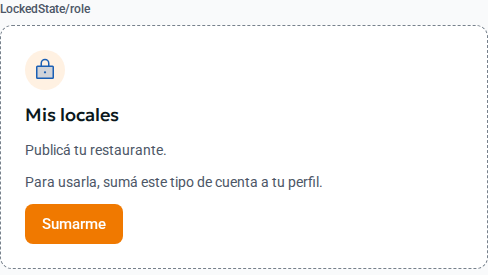 LockedState/role
Mis locales
Publicá tu restaurante.
Para usarla, sumá este tipo de cuenta a tu perfil.
Sumarme